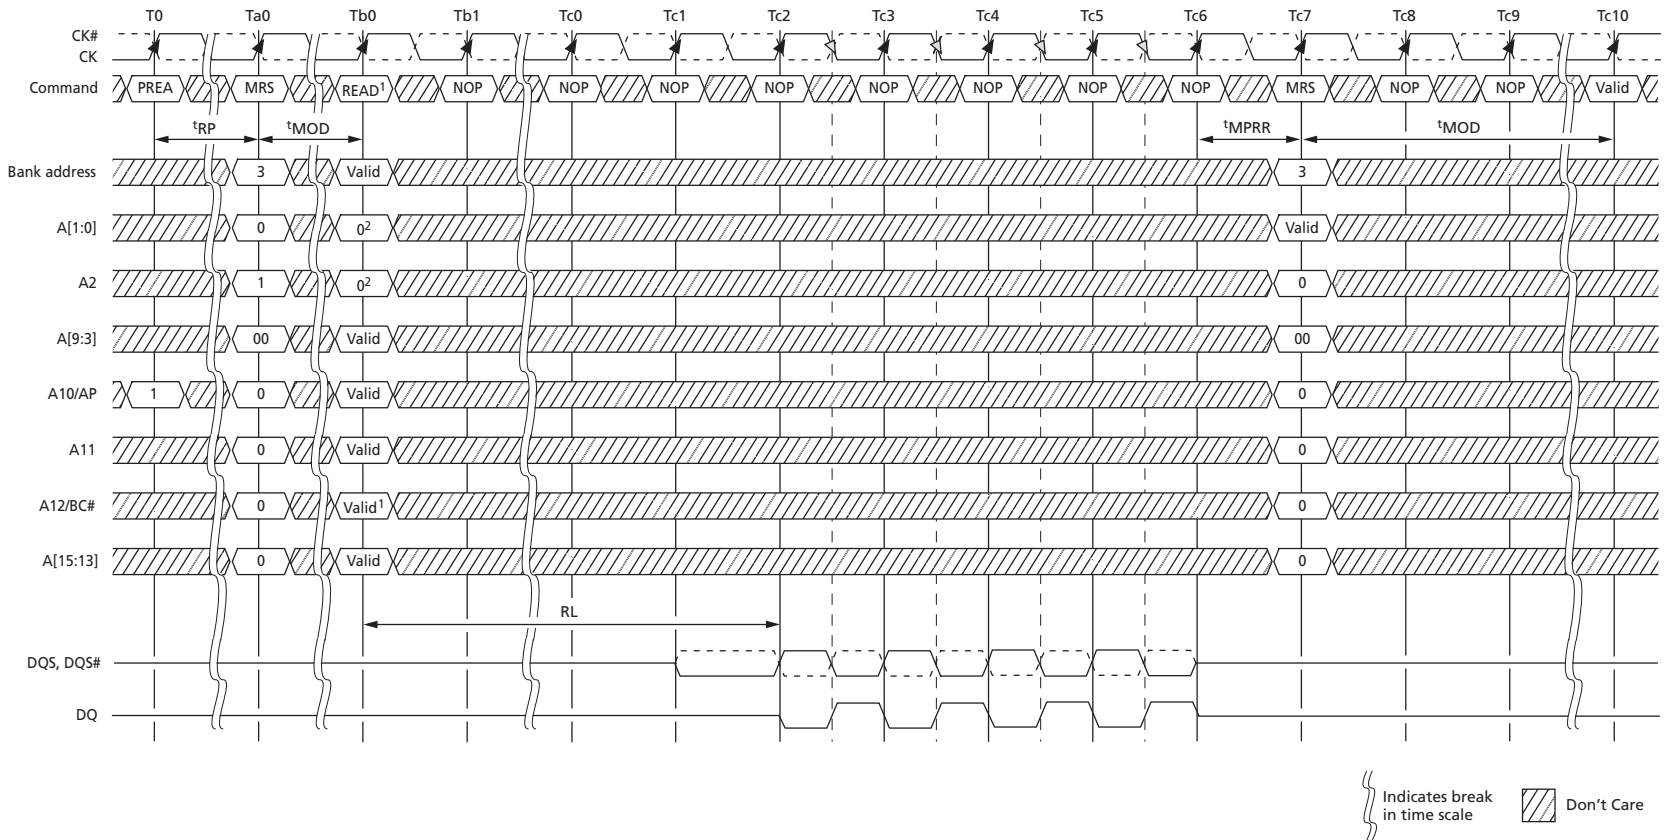 T0 Ta0 Tb0 Tb1 Tc0 Tc1 Tc2 Tc3 Tc4 Tc5 Tc6 Tc7 Tc8 Tc9 Tc10
CK#
CK
Command PREA MRS READ¹ NOP NOP NOP NOP NOP NOP NOP NOP MRS NOP NOP Valid
tRP tMOD tMPRR tMOD
Bank address 3 Valid 3
A[1:0] 0 0² Valid
A2 1 0² 0
A[9:3] 00 Valid 00
A10/AP 1 0 Valid 0
A11 0 Valid 0
A12/BC# 0 Valid¹ 0
A[15:13] 0 Valid 0
RL
DQS, DQS#
DQ
Indicates break
in time scale
Don't Care